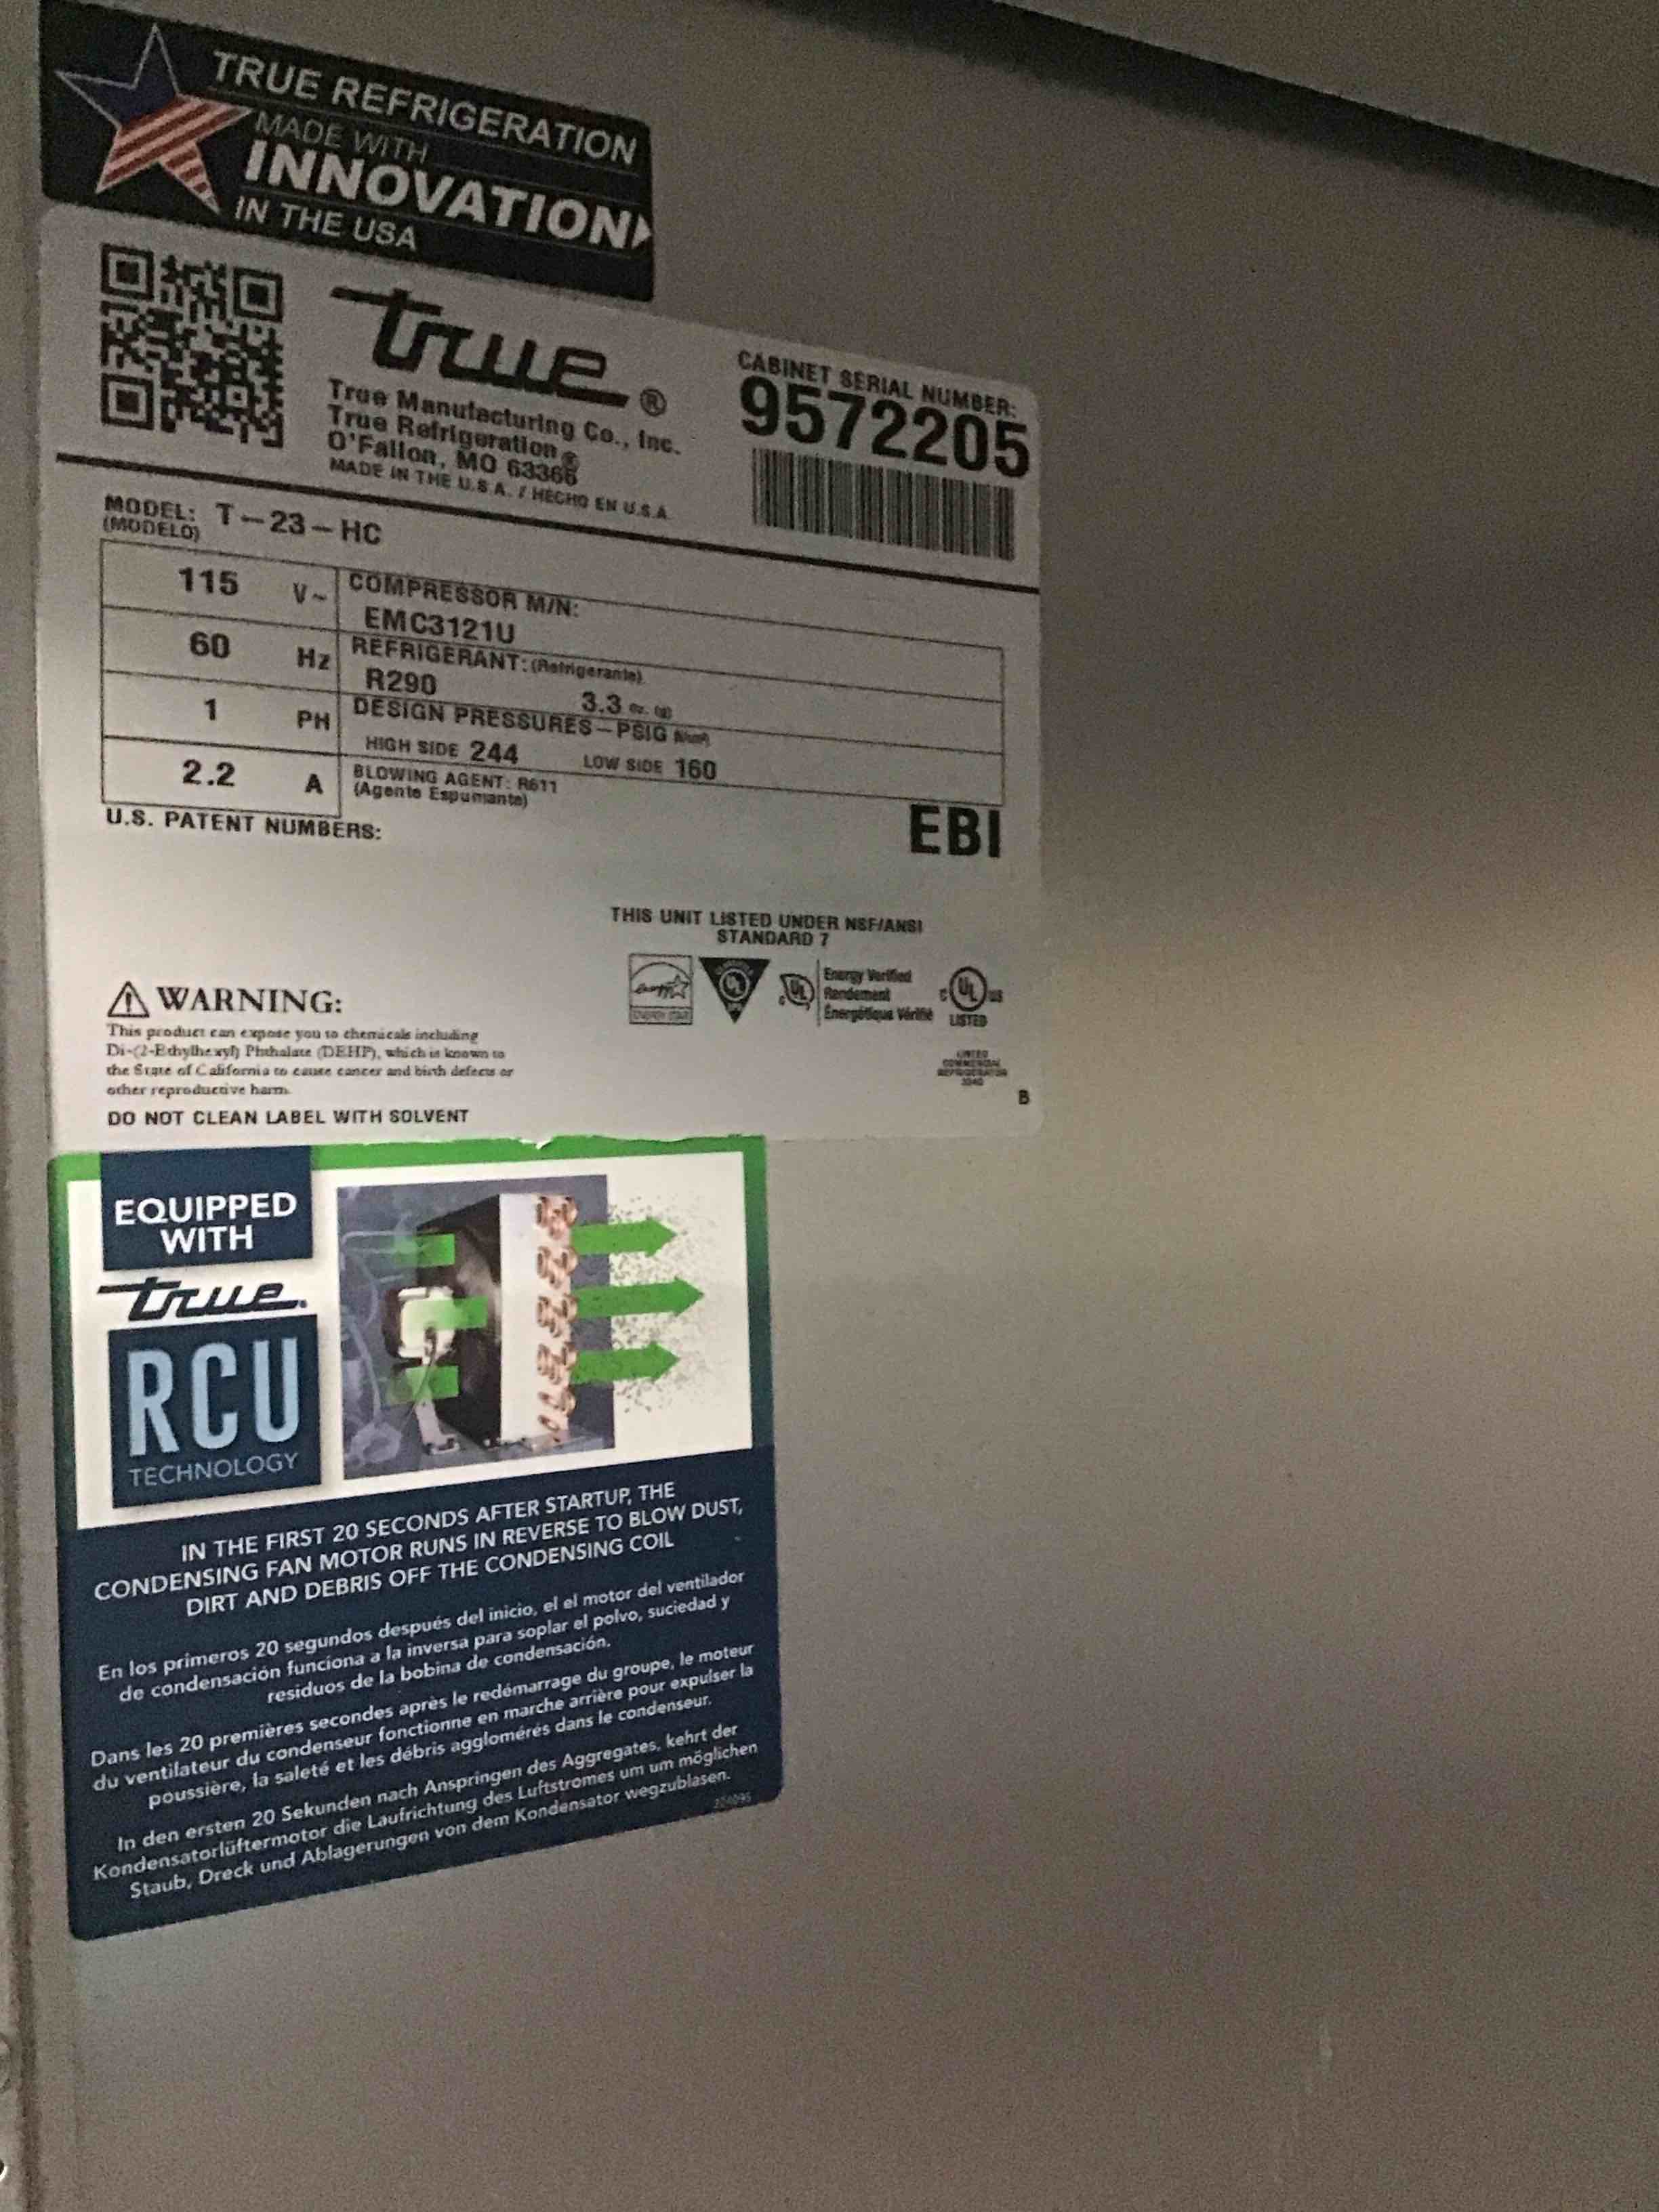 TRUE REFRIGERATION
MADE WITH
INNOVATION
IN THE USA
true®
True Manufacturing Co., Inc.
True Refrigeration®
O'Fallon, MO 63366
MADE IN THE U.S.A. / HECHO EN U.S.A.
CABINET SERIAL NUMBER:
9572205
MODEL: T-23-HC
(MODELO)
115 V~
60 Hz
1 PH
2.2 A
COMPRESSOR M/N:
EMC3121U
REFRIGERANT: (Refrigerante)
R290 3.3 oz. (g)
DESIGN PRESSURES-PSIG
HIGH SIDE 244 LOW SIDE 160
BLOWING AGENT: R611
(Agente Espumante)
U.S. PATENT NUMBERS:
EBI
THIS UNIT LISTED UNDER NSF/ANSI
STANDARD 7
ENERGY STAR
UL
Energy Verified
Rendement
Énergétique Vérifié
C UL US
LISTED
LISTED
COMMERCIAL
REFRIGERATOR
B
WARNING:
This product can expose you to chemicals including
Di-(2-Ethylhexyl) Phthalate (DEHP), which is known to
the State of California to cause cancer and birth defects or
other reproductive harm.
DO NOT CLEAN LABEL WITH SOLVENT
EQUIPPED
WITH
true®
RCU
TECHNOLOGY
IN THE FIRST 20 SECONDS AFTER STARTUP, THE
CONDENSING FAN MOTOR RUNS IN REVERSE TO BLOW DUST,
DIRT AND DEBRIS OFF THE CONDENSING COIL
En los primeros 20 segundos después del inicio, el el motor del ventilador
de condensación funciona a la inversa para soplar el polvo, suciedad y
residuos de la bobina de condensación.
Dans les 20 premières secondes après le redémarrage du groupe, le moteur
du ventilateur du condenseur fonctionne en marche arrière pour expulser la
poussière, la saleté et les débris agglomérés dans le condenseur.
In den ersten 20 Sekunden nach Anspringen des Aggregates, kehrt der
Kondensatorlüftermotor die Laufrichtung des Luftstromes um um möglichen
Staub, Dreck und Ablagerungen von dem Kondensator wegzublasen.